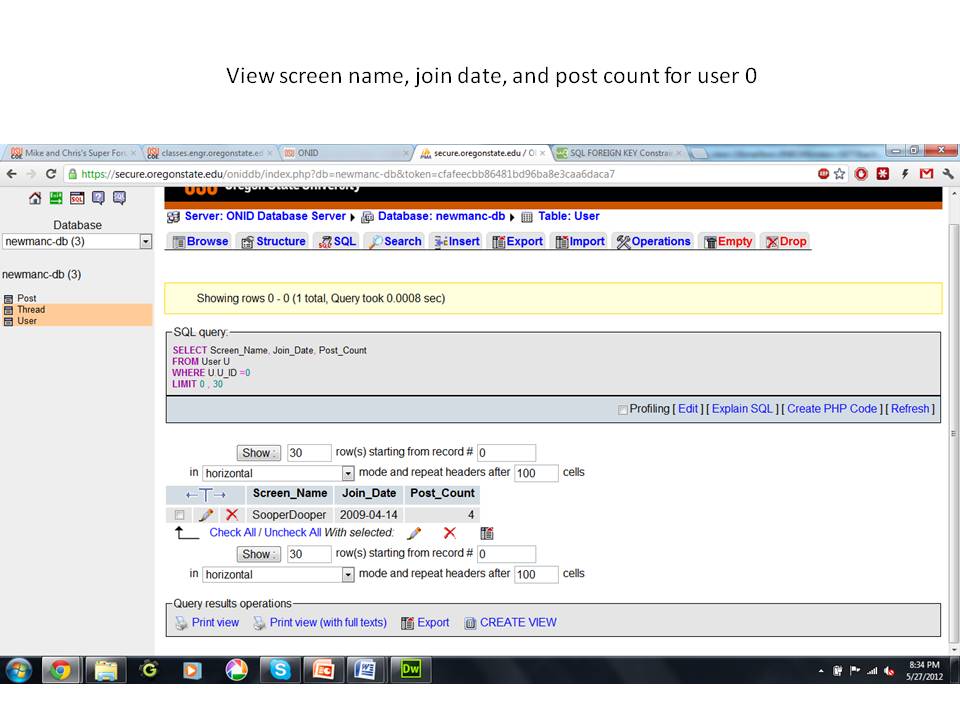 View screen name, join date, and post count for user 0
Mike and Chris's Super For classes.engr.oregonstate.ed ONID secure.oregonstate.edu / O SQL FOREIGN KEY Constrai
https://secure.oregonstate.edu/oniddb/index.php?db=newmanc-db&token=cfafeecbb86481bd96ba8e3caa6daca7
Oregon State University
Server: ONID Database Server Database: newmanc-db Table: User
Database
newmanc-db (3)
Browse Structure SQL Search Insert Export Import Operations Empty Drop
newmanc-db (3)
Post
Thread
User
Showing rows 0 - 0 (1 total, Query took 0.0008 sec)
SQL query:
SELECT Screen_Name, Join_Date, Post_Count
FROM User U
WHERE U.U_ID =0
LIMIT 0 , 30
Profiling [ Edit ] [ Explain SQL ] [ Create PHP Code ] [ Refresh ]
Show : 30 row(s) starting from record # 0
in horizontal mode and repeat headers after 100 cells
Screen_Name Join_Date Post_Count
SooperDooper 2009-04-14 4
Check All / Uncheck All With selected:
Show : 30 row(s) starting from record # 0
in horizontal mode and repeat headers after 100 cells
Query results operations
Print view Print view (with full texts) Export CREATE VIEW
8:34 PM
5/27/2012